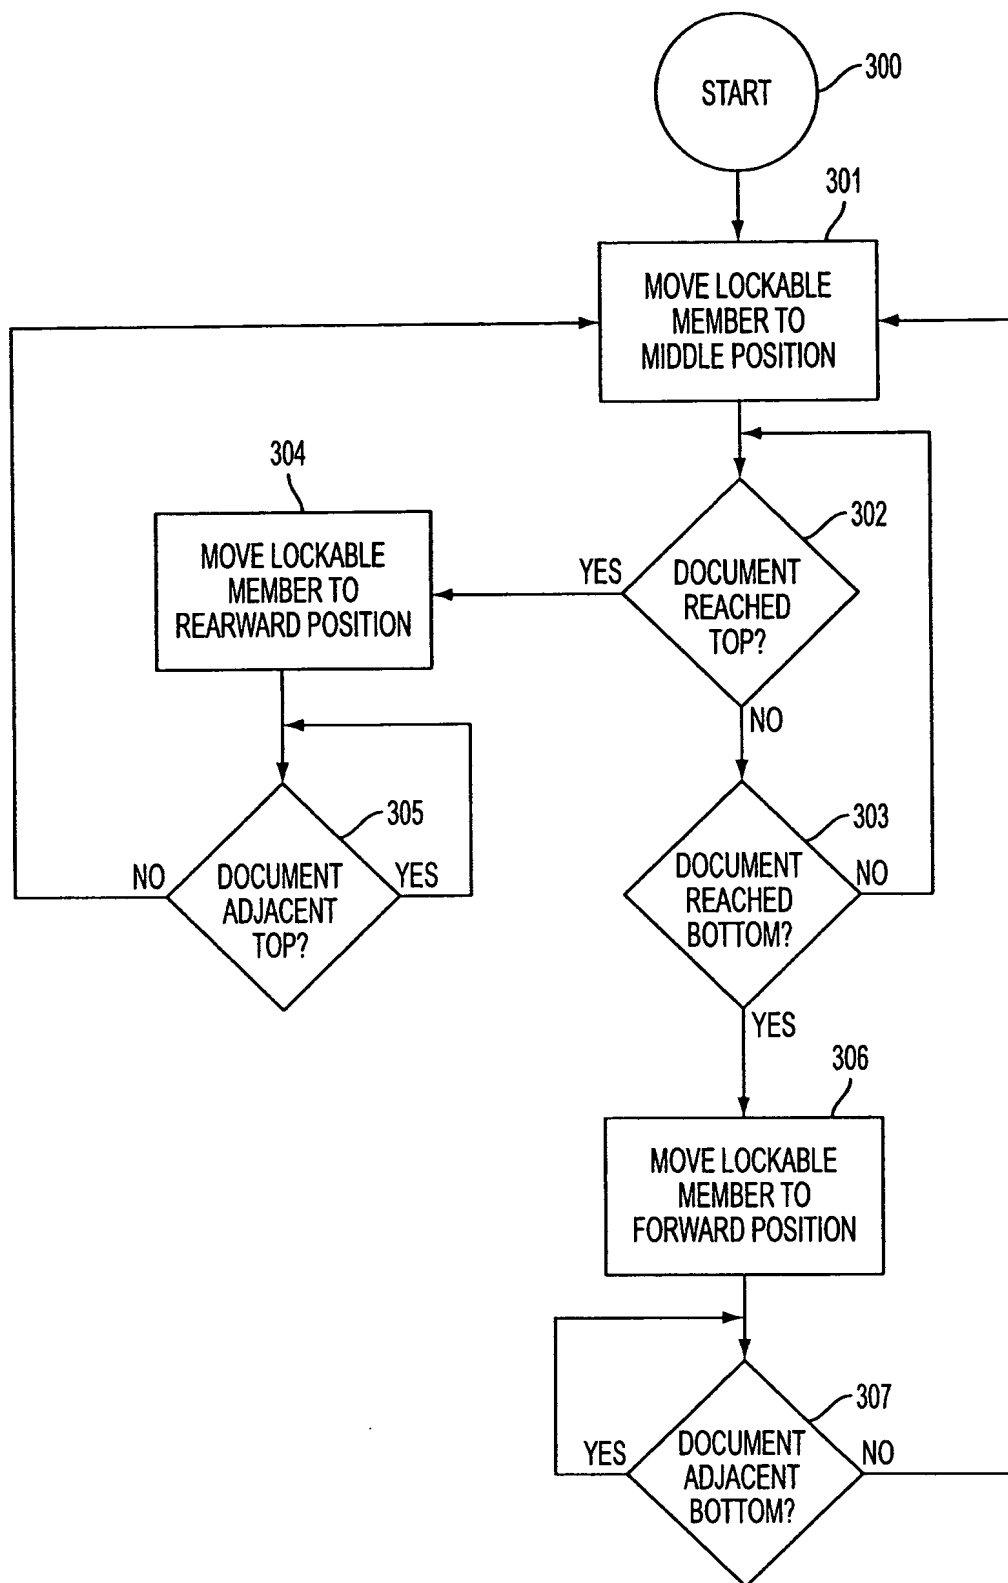 START
300
301
MOVE LOCKABLE
MEMBER TO
MIDDLE POSITION
304
MOVE LOCKABLE
MEMBER TO
REARWARD POSITION
302
YES
DOCUMENT
REACHED
TOP?
NO
305
NO
DOCUMENT
ADJACENT
TOP?
YES
303
DOCUMENT
REACHED
BOTTOM?
NO
YES
306
MOVE LOCKABLE
MEMBER TO
FORWARD POSITION
307
YES
DOCUMENT
ADJACENT
BOTTOM?
NO